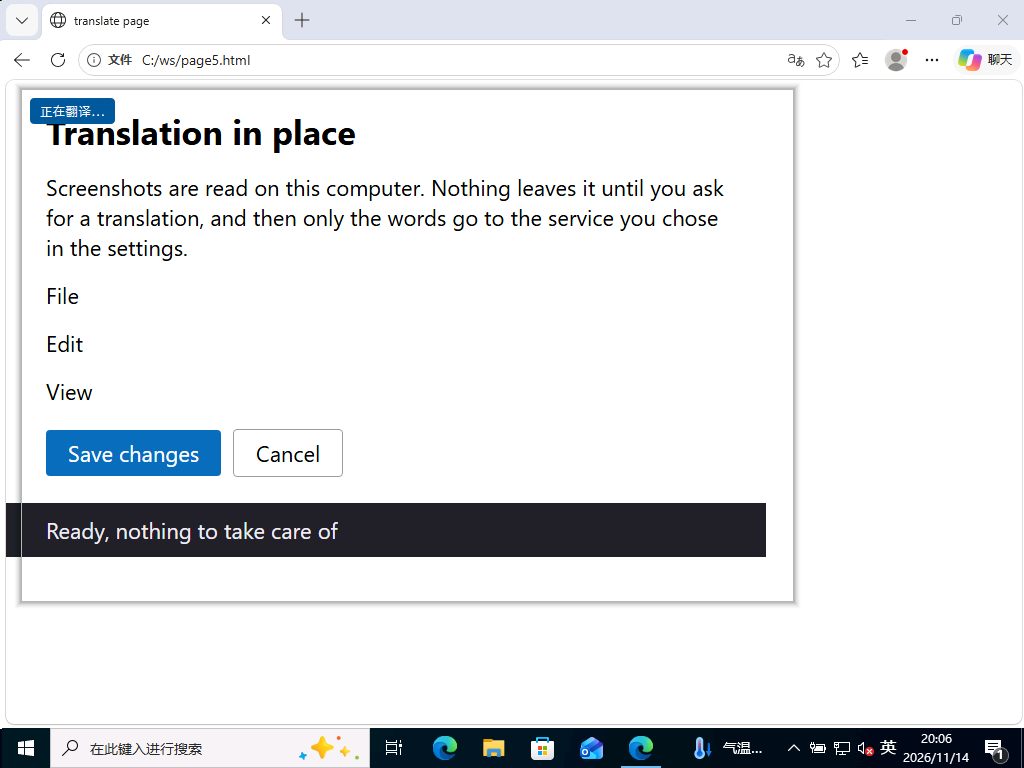 translate page
文件 C:/ws/page5.html
聊天
正在翻译...
Translation in place
Screenshots are read on this computer. Nothing leaves it until you ask
for a translation, and then only the words go to the service you chose
in the settings.
File
Edit
View
Save changes
Cancel
Ready, nothing to take care of
在此键入进行搜索
气温...
英
20:06
2026/11/14
1